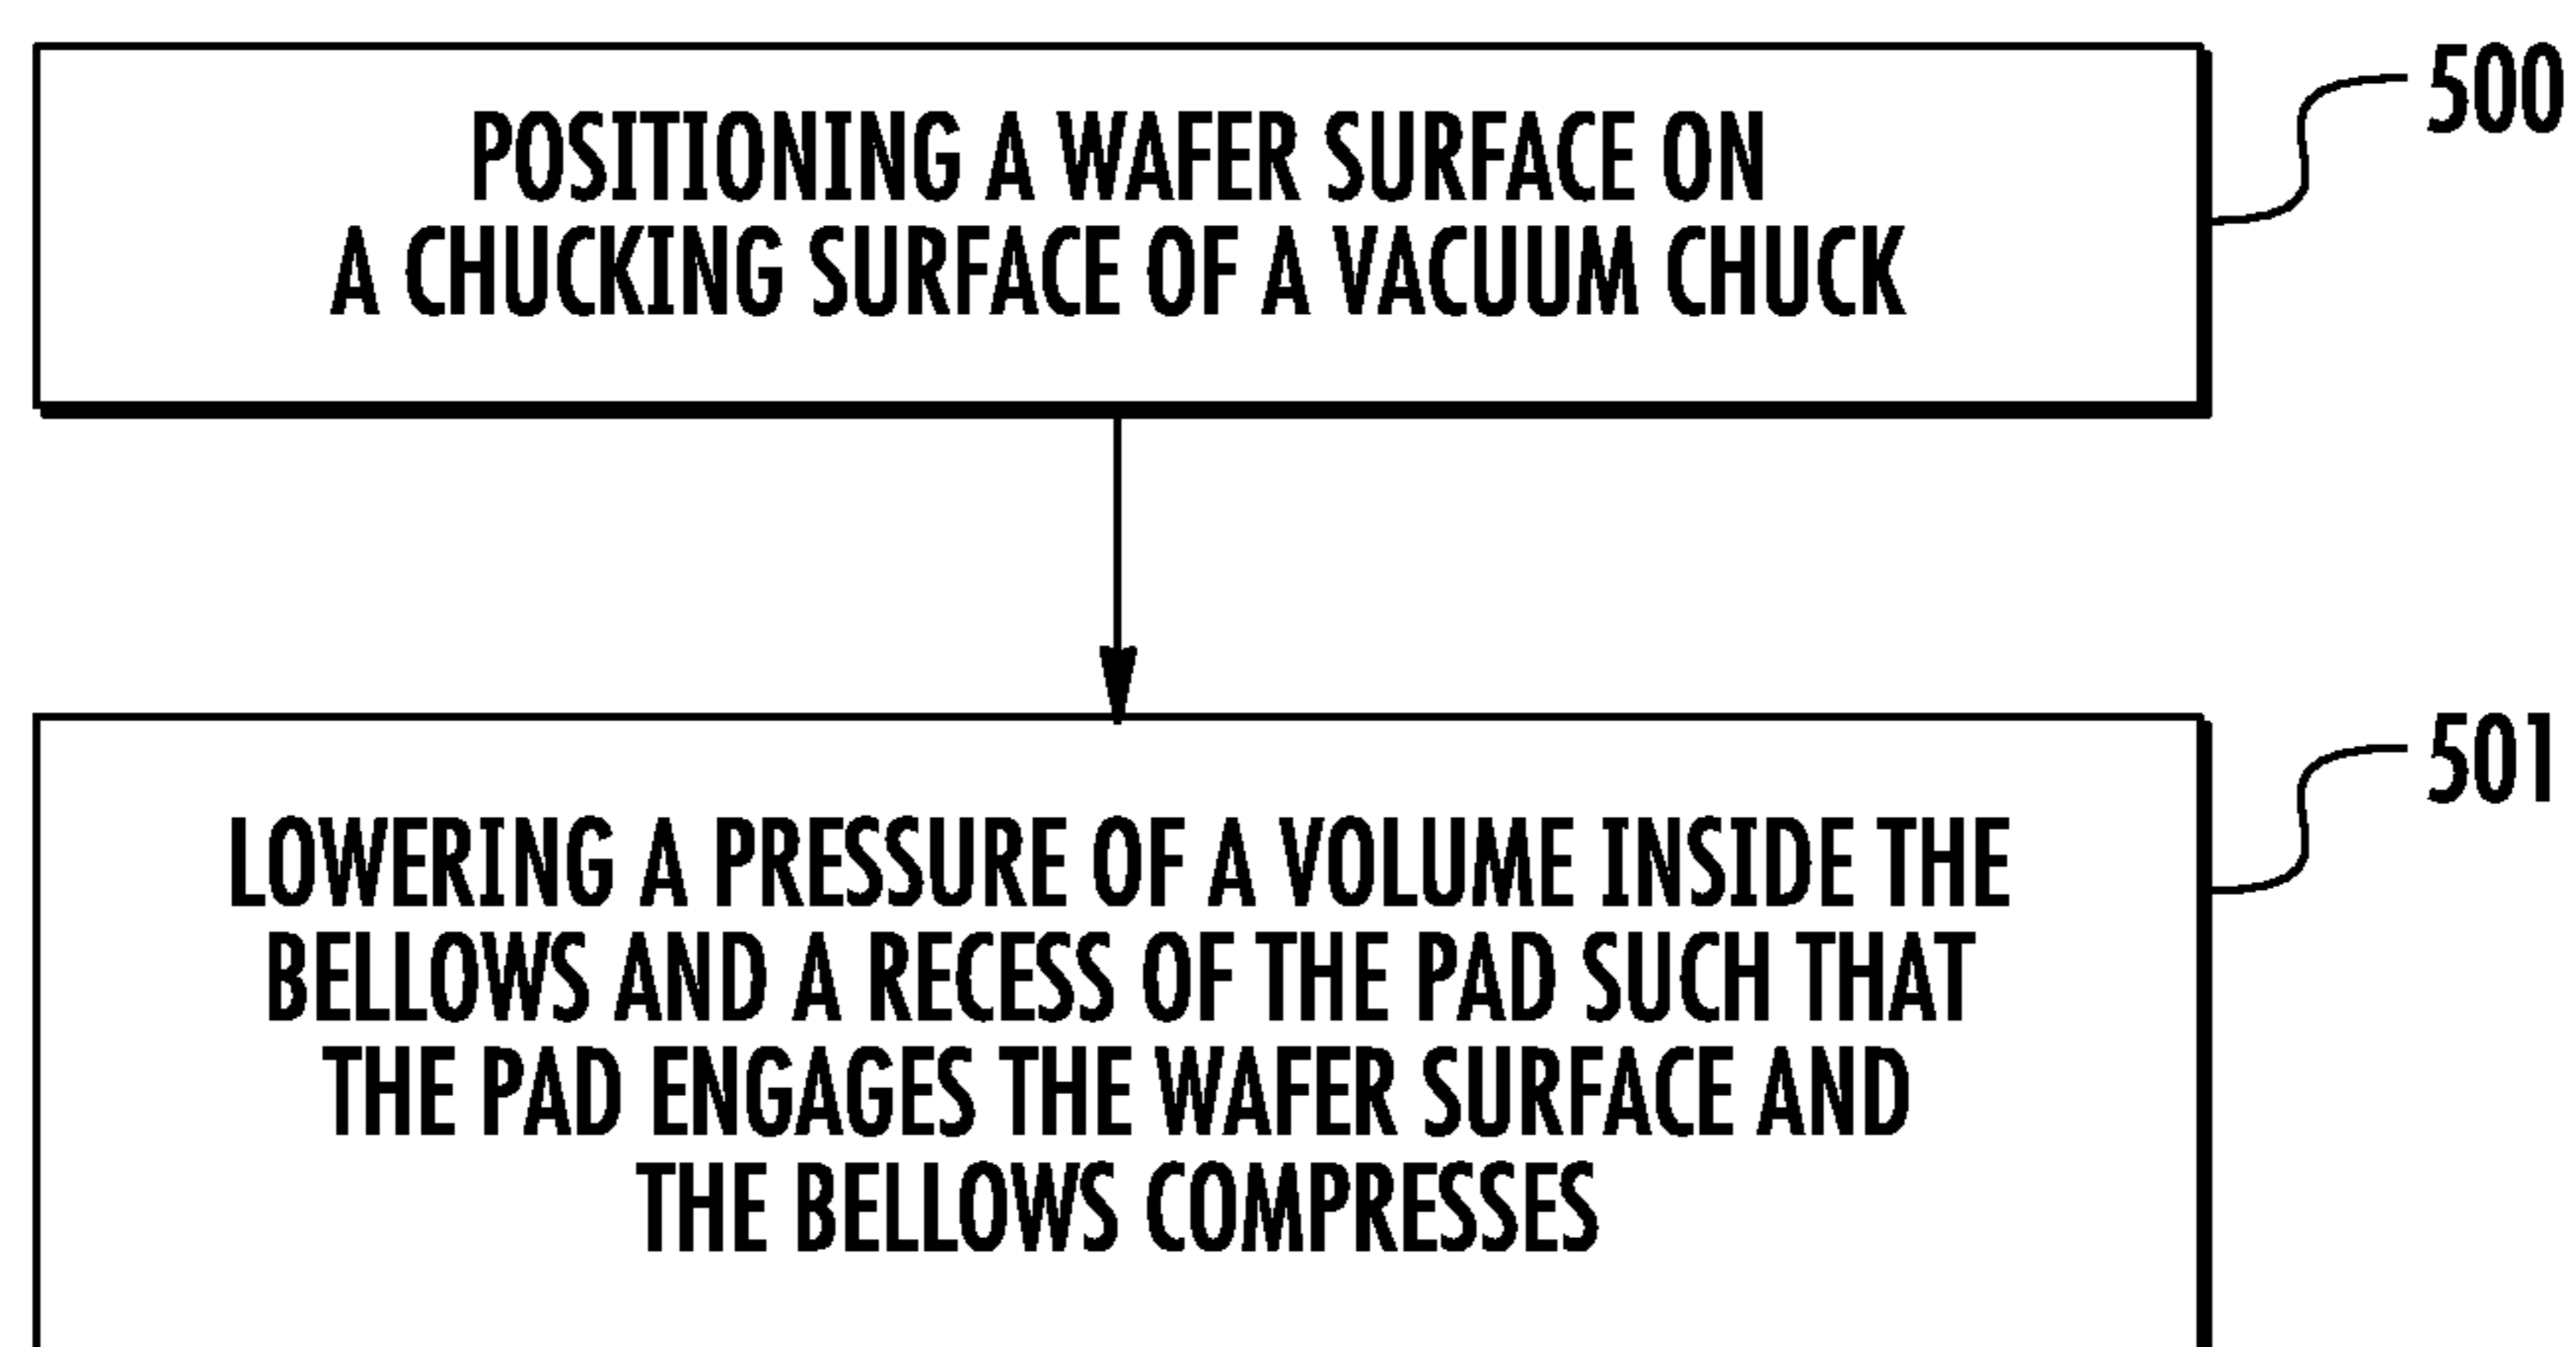 POSITIONING A WAFER SURFACE ON
A CHUCKING SURFACE OF A VACUUM CHUCK
500
LOWERING A PRESSURE OF A VOLUME INSIDE THE
BELLOWS AND A RECESS OF THE PAD SUCH THAT
THE PAD ENGAGES THE WAFER SURFACE AND
THE BELLOWS COMPRESSES
501